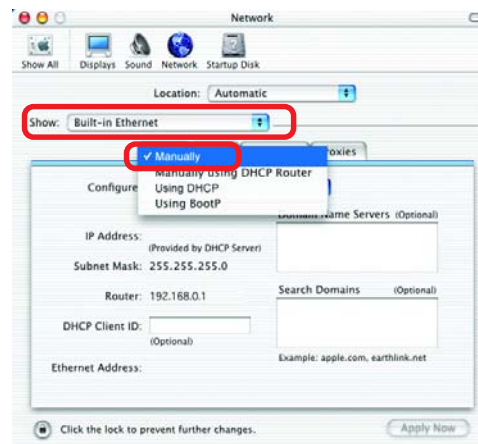 Network
Show All Displays Sound Network Startup Disk
Location: Automatic
Show: Built-in Ethernet
✓ Manually
Manually using DHCP Router
Using DHCP
Using BootP
oxies
Configure
Domain Name Servers (Optional)
IP Address:
(Provided by DHCP Server)
Subnet Mask: 255.255.255.0
Router: 192.168.0.1
Search Domains (Optional)
DHCP Client ID:
(Optional)
Example: apple.com, earthlink.net
Ethernet Address:
Click the lock to prevent further changes.
Apply Now